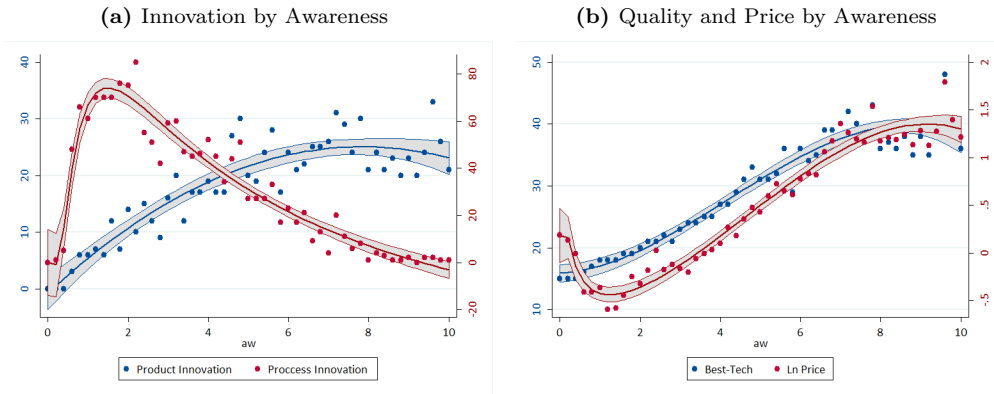 (a) Innovation by Awareness
40
30
20
10
0
80
60
40
20
0
-20
0 2 4 6 8 10
aw
Product Innovation Proccess Innovation
(b) Quality and Price by Awareness
50
40
30
20
10
2
1.5
1
.5
0
-.5
0 2 4 6 8 10
aw
Best-Tech Ln Price